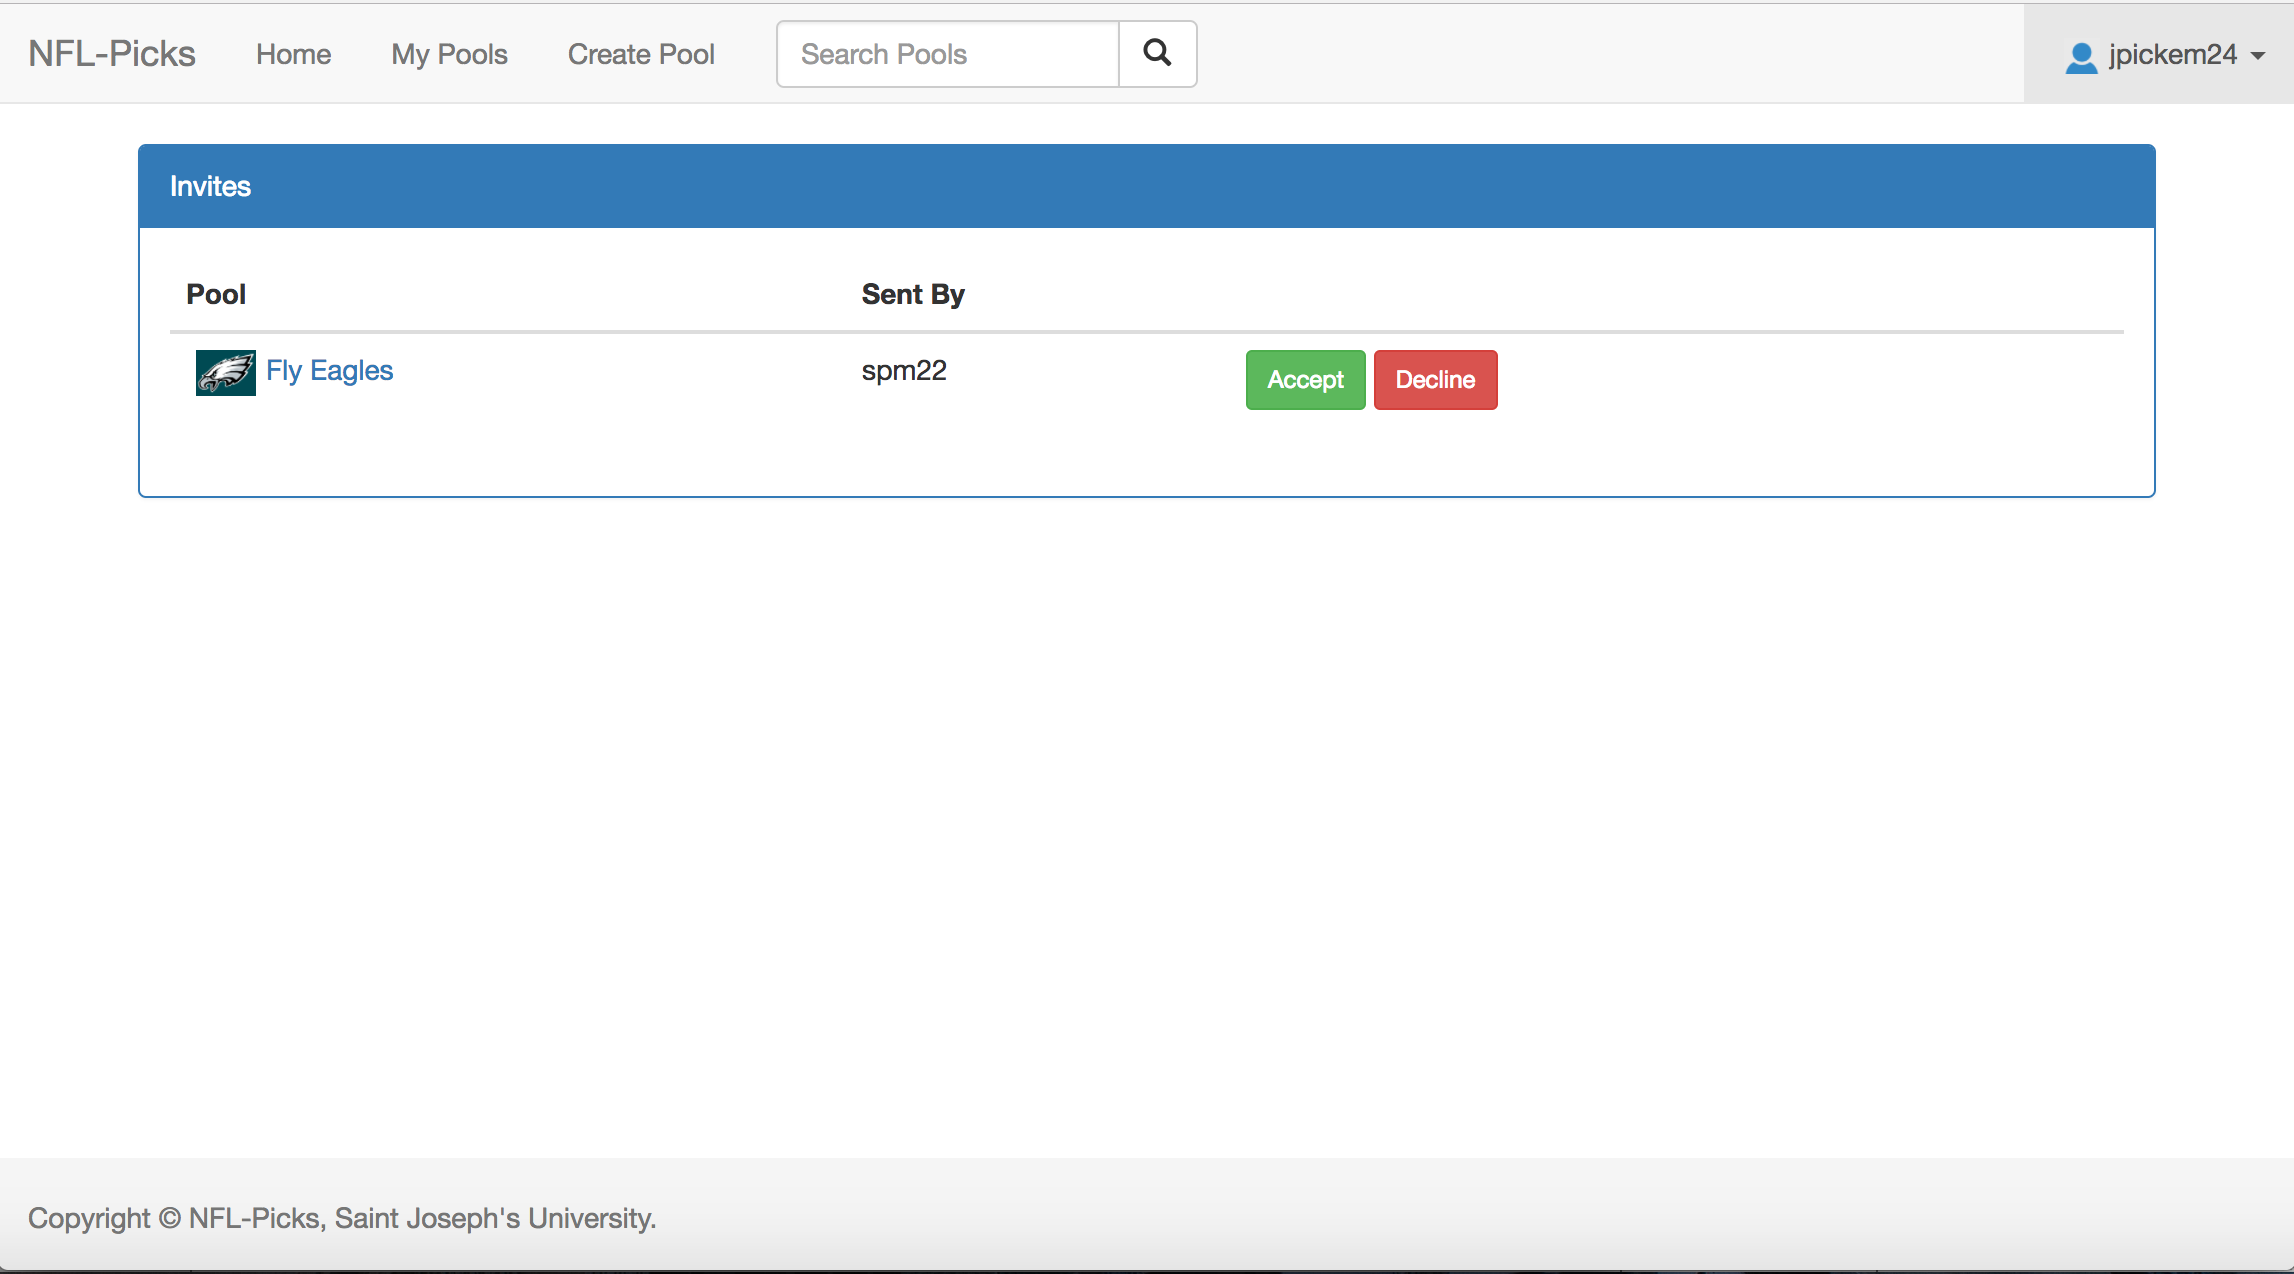 NFL-Picks Home My Pools Create Pool Search Pools jpickem24
Invites
Pool Sent By
Fly Eagles spm22 Accept Decline
Copyright © NFL-Picks, Saint Joseph's University.